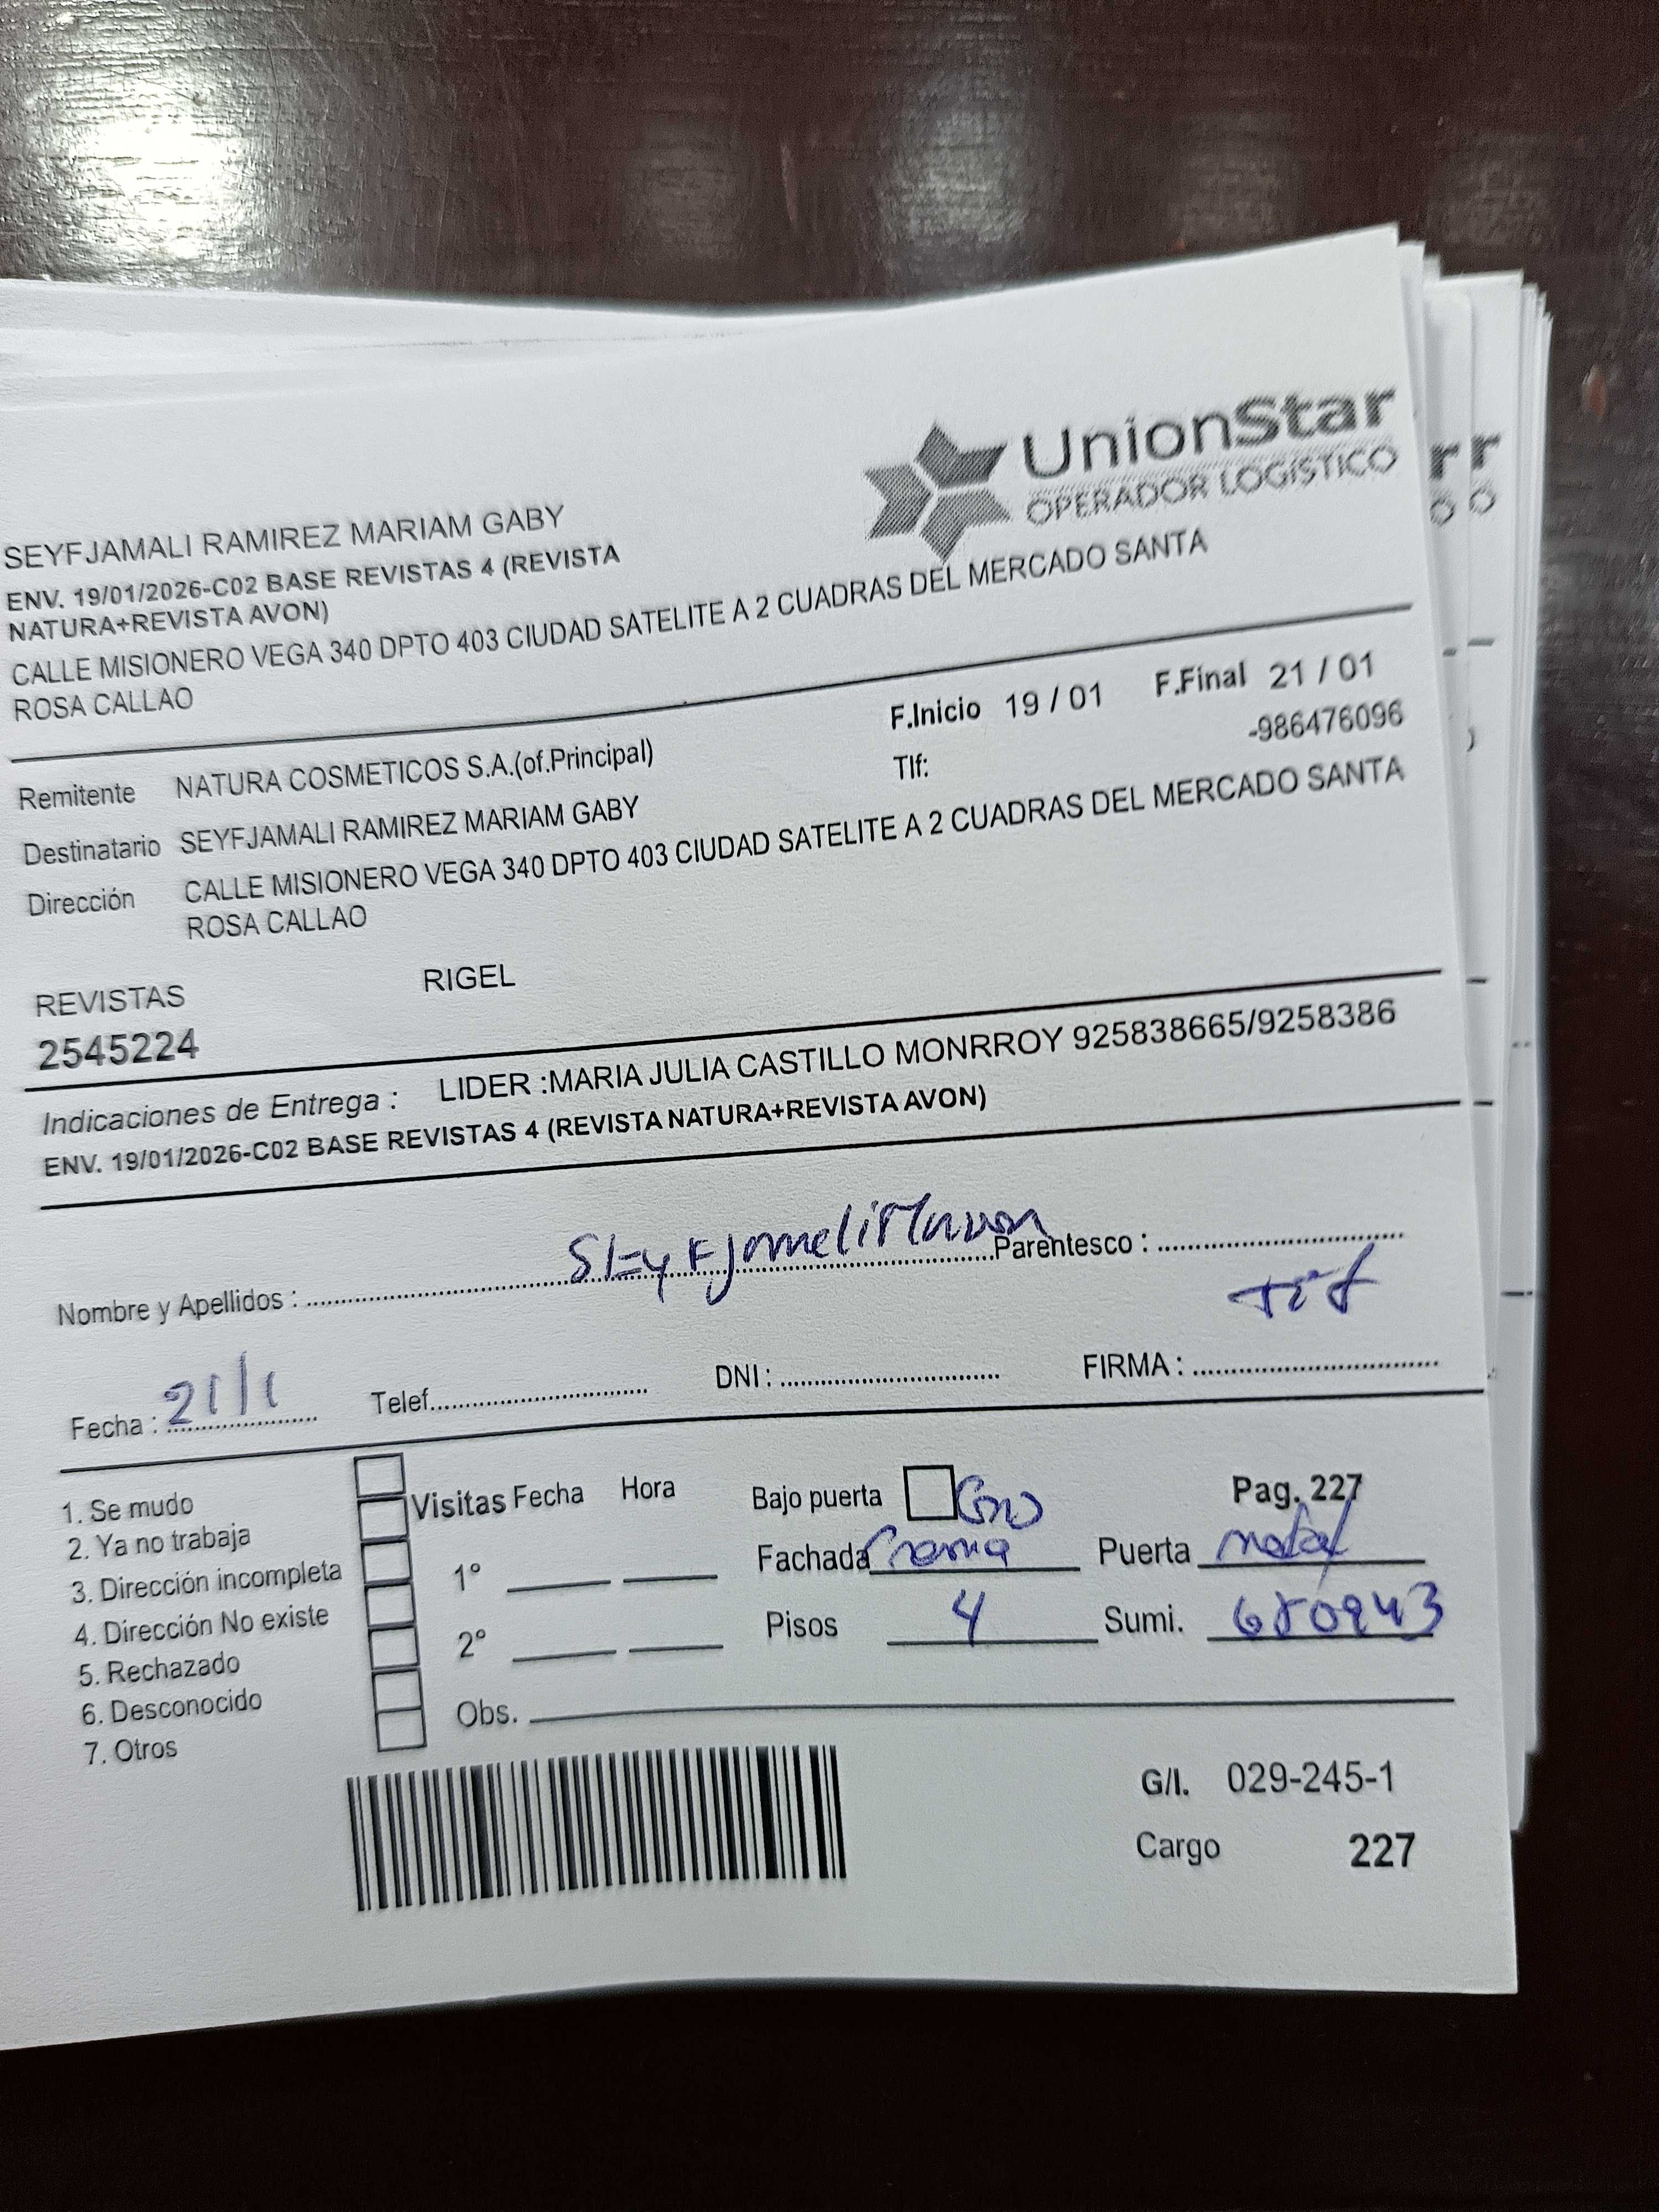 UnionStar
OPERADOR LOGÍSTICO
SEYFJAMALI RAMIREZ MARIAM GABY
ENV. 19/01/2026-C02 BASE REVISTAS 4 (REVISTA
NATURA+REVISTA AVON)
CALLE MISIONERO VEGA 340 DPTO 403 CIUDAD SATELITE A 2 CUADRAS DEL MERCADO SANTA
ROSA CALLAO
F.Inicio 19 / 01 F.Final 21 / 01
Remitente NATURA COSMETICOS S.A.(of.Principal) Tlf: -986476096
Destinatario SEYFJAMALI RAMIREZ MARIAM GABY
Dirección CALLE MISIONERO VEGA 340 DPTO 403 CIUDAD SATELITE A 2 CUADRAS DEL MERCADO SANTA
ROSA CALLAO
REVISTAS RIGEL
2545224
Indicaciones de Entrega : LIDER :MARIA JULIA CASTILLO MONRROY 925838665/9258386
ENV. 19/01/2026-C02 BASE REVISTAS 4 (REVISTA NATURA+REVISTA AVON)
Nombre y Apellidos : Parentesco :
Fecha : 21/1 Telef. DNI : FIRMA :
1. Se mudo
2. Ya no trabaja
3. Dirección incompleta
4. Dirección No existe
5. Rechazado
6. Desconocido
7. Otros
Visitas Fecha Hora Bajo puerta Pag. 227
1° Fachada Crema Puerta metal
2° Pisos 4 Sumi. 680943
Obs.
G/I. 029-245-1
Cargo 227
rr
O O